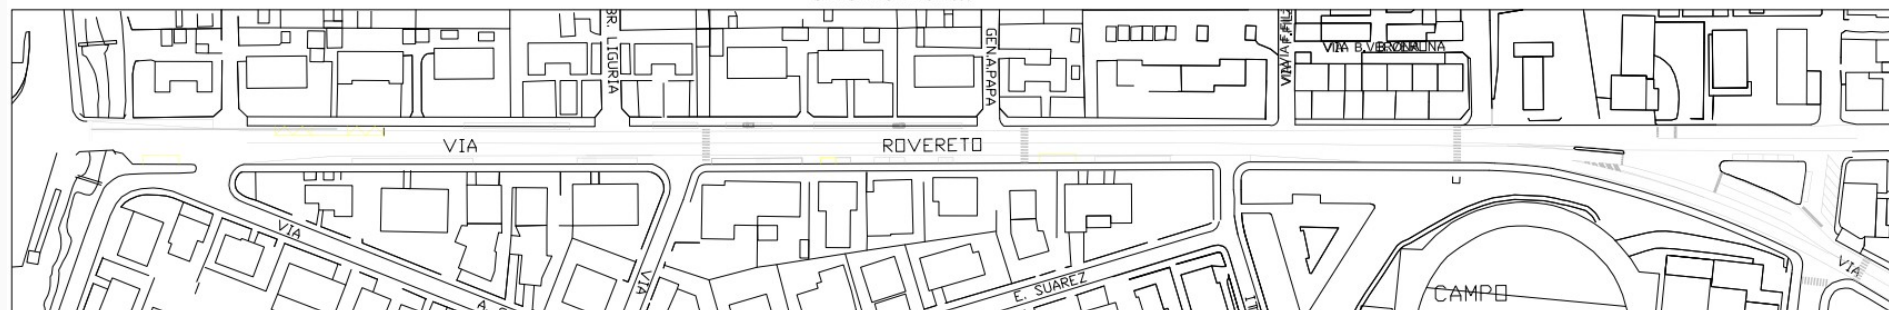 BR. LIGURIA
GEN.A.PAPA
VIA ROVERETO
VIA
A.
VIA
E. SUAREZ
CAMPO
VIA